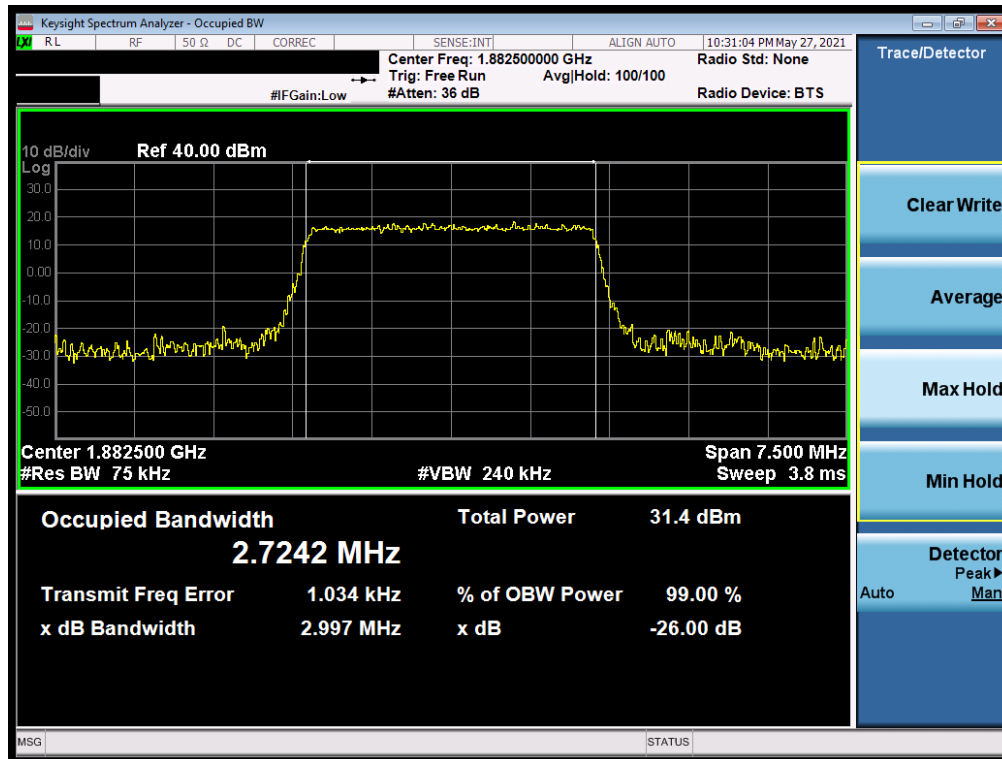 Keysight Spectrum Analyzer - Occupied BW
LXI RL RF 50 Ω DC CORREC SENSE:INT ALIGN AUTO 10:31:04 PM May 27, 2021
Center Freq: 1.882500000 GHz Radio Std: None
Trig: Free Run Avg|Hold: 100/100
#IFGain:Low #Atten: 36 dB Radio Device: BTS
Trace/Detector
10 dB/div Ref 40.00 dBm
Log
30.0
20.0
10.0
0.00
-10.0
-20.0
-30.0
-40.0
-50.0
Center 1.882500 GHz Span 7.500 MHz
#Res BW 75 kHz #VBW 240 kHz Sweep 3.8 ms
Occupied Bandwidth Total Power 31.4 dBm
2.7242 MHz
Transmit Freq Error 1.034 kHz % of OBW Power 99.00 %
x dB Bandwidth 2.997 MHz x dB -26.00 dB
Clear Write
Average
Max Hold
Min Hold
Detector
Peak▶
Auto Man
MSG STATUS